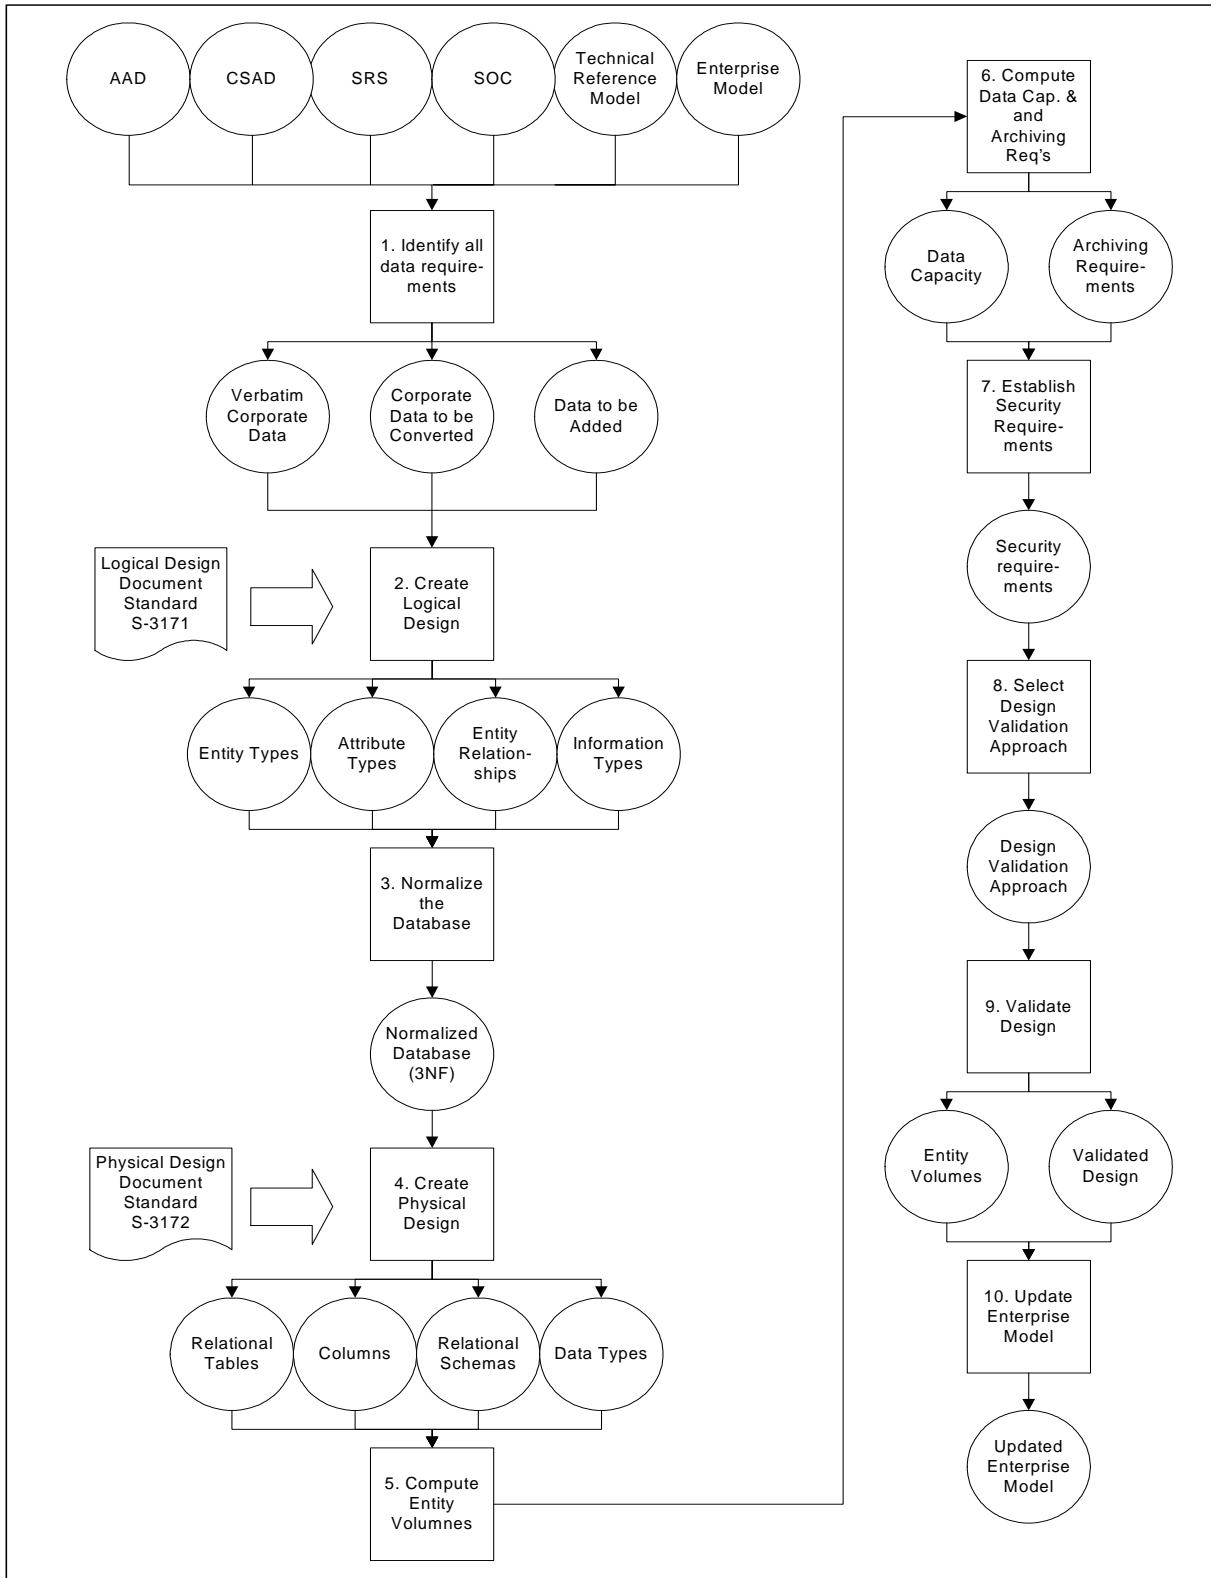 AAD
CSAD
SRS
SOC
Technical
Reference
Model
Enterprise
Model
1. Identify all
data require-
ments
Verbatim
Corporate
Data
Corporate
Data to be
Converted
Data to be
Added
Logical Design
Document
Standard
S-3171
2. Create
Logical
Design
Entity Types
Attribute
Types
Entity
Relation-
ships
Information
Types
3. Normalize
the
Database
Normalized
Database
(3NF)
Physical Design
Document
Standard
S-3172
4. Create
Physical
Design
Relational
Tables
Columns
Relational
Schemas
Data Types
5. Compute
Entity
Volumnes
6. Compute
Data Cap. &
and
Archiving
Req's
Data
Capacity
Archiving
Require-
ments
7. Establish
Security
Require-
ments
Security
require-
ments
8. Select
Design
Validation
Approach
Design
Validation
Approach
9. Validate
Design
Entity
Volumes
Validated
Design
10. Update
Enterprise
Model
Updated
Enterprise
Model